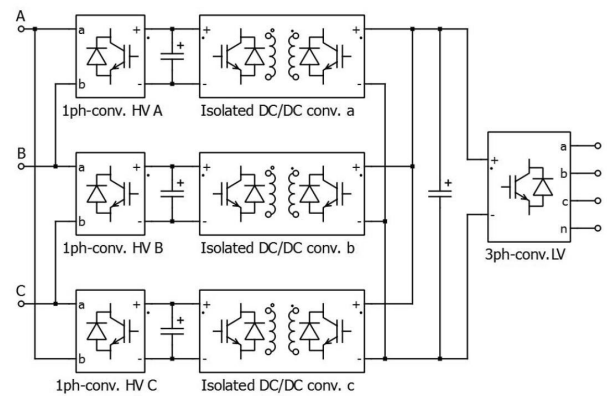 A
a + + + +
b - - - -
1ph-conv. HV A Isolated DC/DC conv. a
B
a + + + +
b - - - -
1ph-conv. HV B Isolated DC/DC conv. b
C
a + + + +
b - - - -
1ph-conv. HV C Isolated DC/DC conv. c
+
+ a
b
c
- n
3ph-conv.LV